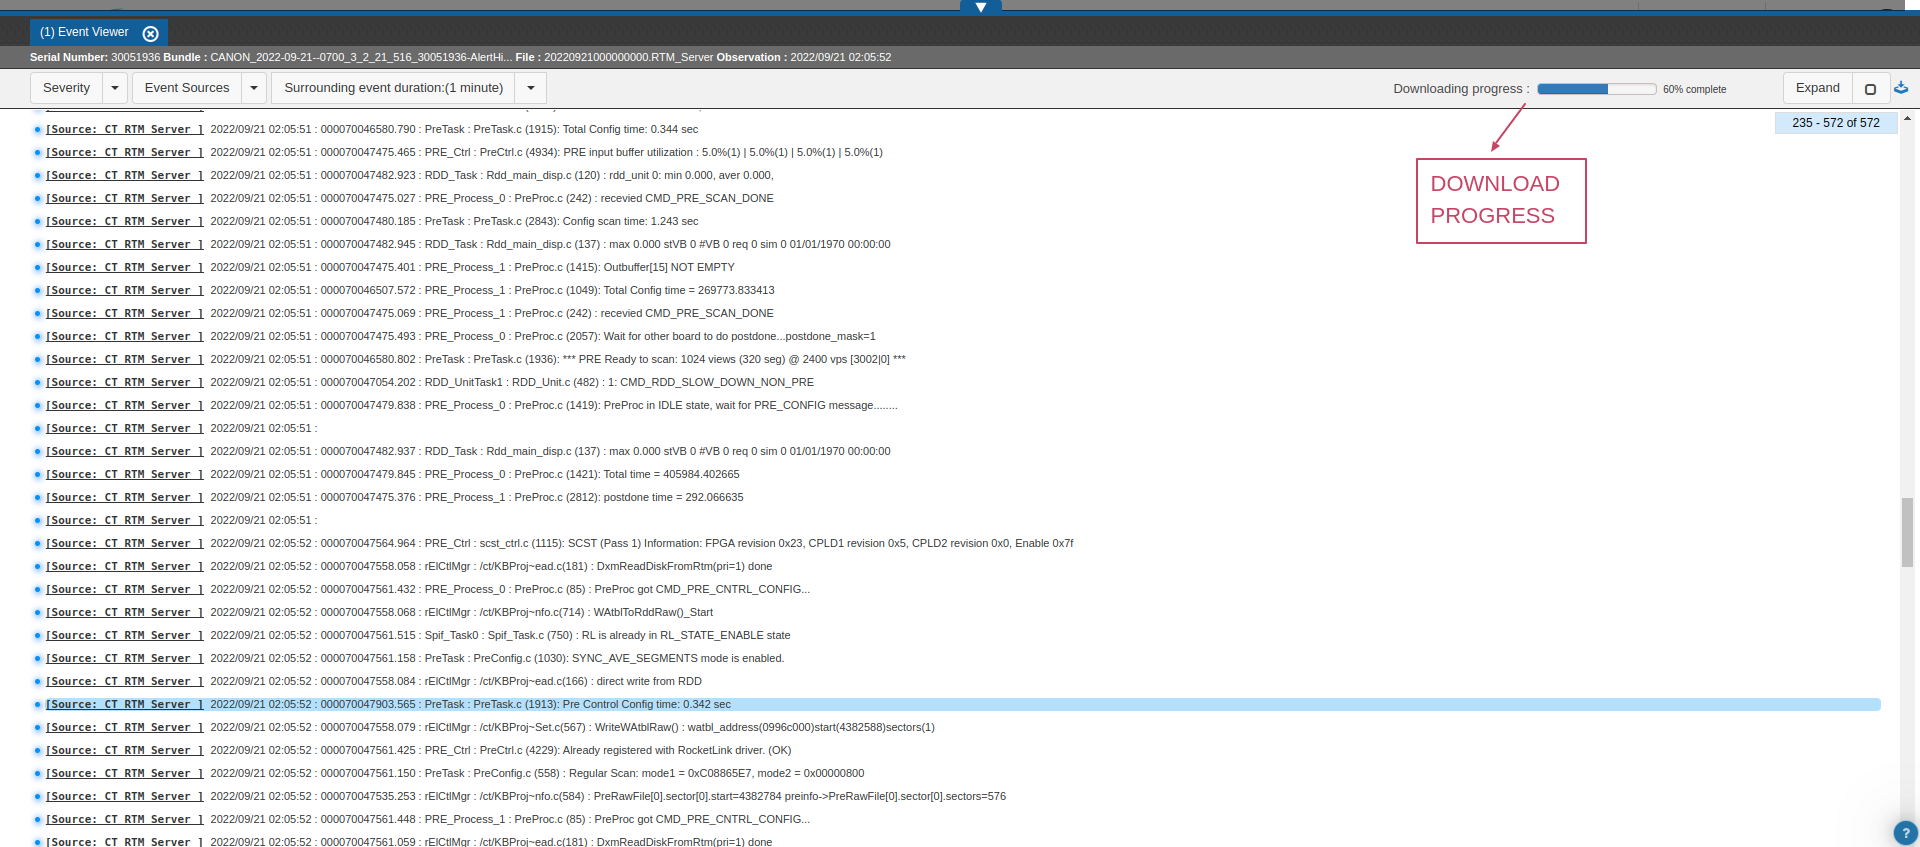 (1) Event Viewer
Serial Number: 30051936 Bundle : CANON_2022-09-21--0700_3_2_21_516_30051936-AlertHi... File : 20220921000000000.RTM_Server Observation : 2022/09/21 02:05:52
Severity Event Sources Surrounding event duration:(1 minute) Downloading progress : 60% complete Expand
235 - 572 of 572
DOWNLOAD
PROGRESS
[Source: CT RTM Server ] 2022/09/21 02:05:51 : 000070046580.790 : PreTask : PreTask.c (1915): Total Config time: 0.344 sec
[Source: CT RTM Server ] 2022/09/21 02:05:51 : 000070047475.465 : PRE_Ctrl : PreCtrl.c (4934): PRE input buffer utilization : 5.0%(1) | 5.0%(1) | 5.0%(1) | 5.0%(1)
[Source: CT RTM Server ] 2022/09/21 02:05:51 : 000070047482.923 : RDD_Task : Rdd_main_disp.c (120) : rdd_unit 0: min 0.000, aver 0.000,
[Source: CT RTM Server ] 2022/09/21 02:05:51 : 000070047475.027 : PRE_Process_0 : PreProc.c (242) : recevied CMD_PRE_SCAN_DONE
[Source: CT RTM Server ] 2022/09/21 02:05:51 : 000070047480.185 : PreTask : PreTask.c (2843): Config scan time: 1.243 sec
[Source: CT RTM Server ] 2022/09/21 02:05:51 : 000070047482.945 : RDD_Task : Rdd_main_disp.c (137) : max 0.000 stVB 0 #VB 0 req 0 sim 0 01/01/1970 00:00:00
[Source: CT RTM Server ] 2022/09/21 02:05:51 : 000070047475.401 : PRE_Process_1 : PreProc.c (1415): Outbuffer[15] NOT EMPTY
[Source: CT RTM Server ] 2022/09/21 02:05:51 : 000070046507.572 : PRE_Process_1 : PreProc.c (1049): Total Config time = 269773.833413
[Source: CT RTM Server ] 2022/09/21 02:05:51 : 000070047475.069 : PRE_Process_1 : PreProc.c (242) : recevied CMD_PRE_SCAN_DONE
[Source: CT RTM Server ] 2022/09/21 02:05:51 : 000070047475.493 : PRE_Process_0 : PreProc.c (2057): Wait for other board to do postdone...postdone_mask=1
[Source: CT RTM Server ] 2022/09/21 02:05:51 : 000070046580.802 : PreTask : PreTask.c (1936): *** PRE Ready to scan: 1024 views (320 seg) @ 2400 vps [3002|0] ***
[Source: CT RTM Server ] 2022/09/21 02:05:51 : 000070047054.202 : RDD_UnitTask1 : RDD_Unit.c (482) : 1: CMD_RDD_SLOW_DOWN_NON_PRE
[Source: CT RTM Server ] 2022/09/21 02:05:51 : 000070047479.838 : PRE_Process_0 : PreProc.c (1419): PreProc in IDLE state, wait for PRE_CONFIG message........
[Source: CT RTM Server ] 2022/09/21 02:05:51 :
[Source: CT RTM Server ] 2022/09/21 02:05:51 : 000070047482.937 : RDD_Task : Rdd_main_disp.c (137) : max 0.000 stVB 0 #VB 0 req 0 sim 0 01/01/1970 00:00:00
[Source: CT RTM Server ] 2022/09/21 02:05:51 : 000070047479.845 : PRE_Process_0 : PreProc.c (1421): Total time = 405984.402665
[Source: CT RTM Server ] 2022/09/21 02:05:51 : 000070047475.376 : PRE_Process_1 : PreProc.c (2812): postdone time = 292.066635
[Source: CT RTM Server ] 2022/09/21 02:05:51 :
[Source: CT RTM Server ] 2022/09/21 02:05:52 : 000070047564.964 : PRE_Ctrl : scst_ctrl.c (1115): SCST (Pass 1) Information: FPGA revision 0x23, CPLD1 revision 0x5, CPLD2 revision 0x0, Enable 0x7f
[Source: CT RTM Server ] 2022/09/21 02:05:52 : 000070047558.058 : rElCtlMgr : /ct/KBProj~ead.c(181) : DxmReadDiskFromRtm(pri=1) done
[Source: CT RTM Server ] 2022/09/21 02:05:52 : 000070047561.432 : PRE_Process_0 : PreProc.c (85) : PreProc got CMD_PRE_CNTRL_CONFIG...
[Source: CT RTM Server ] 2022/09/21 02:05:52 : 000070047558.068 : rElCtlMgr : /ct/KBProj~nfo.c(714) : WAtblToRddRaw()_Start
[Source: CT RTM Server ] 2022/09/21 02:05:52 : 000070047561.515 : Spif_Task0 : Spif_Task.c (750) : RL is already in RL_STATE_ENABLE state
[Source: CT RTM Server ] 2022/09/21 02:05:52 : 000070047561.158 : PreTask : PreConfig.c (1030): SYNC_AVE_SEGMENTS mode is enabled.
[Source: CT RTM Server ] 2022/09/21 02:05:52 : 000070047558.084 : rElCtlMgr : /ct/KBProj~ead.c(166) : direct write from RDD
[Source: CT RTM Server ] 2022/09/21 02:05:52 : 000070047903.565 : PreTask : PreTask.c (1913): Pre Control Config time: 0.342 sec
[Source: CT RTM Server ] 2022/09/21 02:05:52 : 000070047558.079 : rElCtlMgr : /ct/KBProj~Set.c(567) : WriteWAtblRaw() : watbl_address(0996c000)start(4382588)sectors(1)
[Source: CT RTM Server ] 2022/09/21 02:05:52 : 000070047561.425 : PRE_Ctrl : PreCtrl.c (4229): Already registered with RocketLink driver. (OK)
[Source: CT RTM Server ] 2022/09/21 02:05:52 : 000070047561.150 : PreTask : PreConfig.c (558) : Regular Scan: mode1 = 0xC08865E7, mode2 = 0x00000800
[Source: CT RTM Server ] 2022/09/21 02:05:52 : 000070047535.253 : rElCtlMgr : /ct/KBProj~nfo.c(584) : PreRawFile[0].sector[0].start=4382784 preinfo->PreRawFile[0].sector[0].sectors=576
[Source: CT RTM Server ] 2022/09/21 02:05:52 : 000070047561.448 : PRE_Process_1 : PreProc.c (85) : PreProc got CMD_PRE_CNTRL_CONFIG...
[Source: CT RTM Server ] 2022/09/21 02:05:52 : 000070047561.059 : rElCtlMgr : /ct/KBProj~ead.c(181) : DxmReadDiskFromRtm(pri=1) done
?